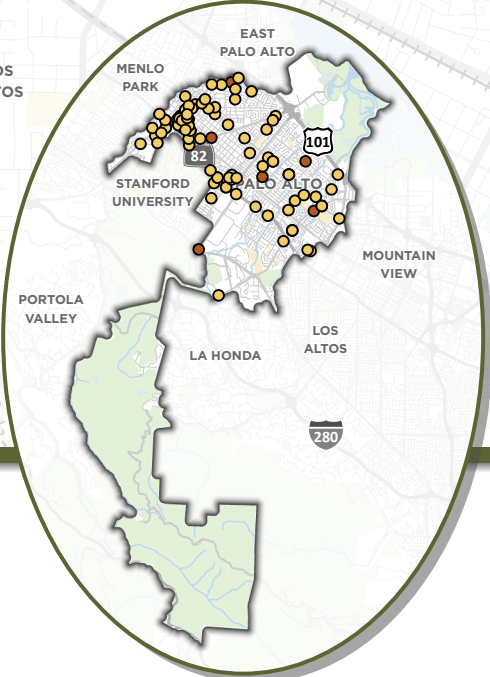 EAST
PALO ALTO
MENLO
PARK
OS
TOS
101
82
PALO ALTO
STANFORD
UNIVERSITY
MOUNTAIN
VIEW
PORTOLA
VALLEY
LOS
ALTOS
LA HONDA
280